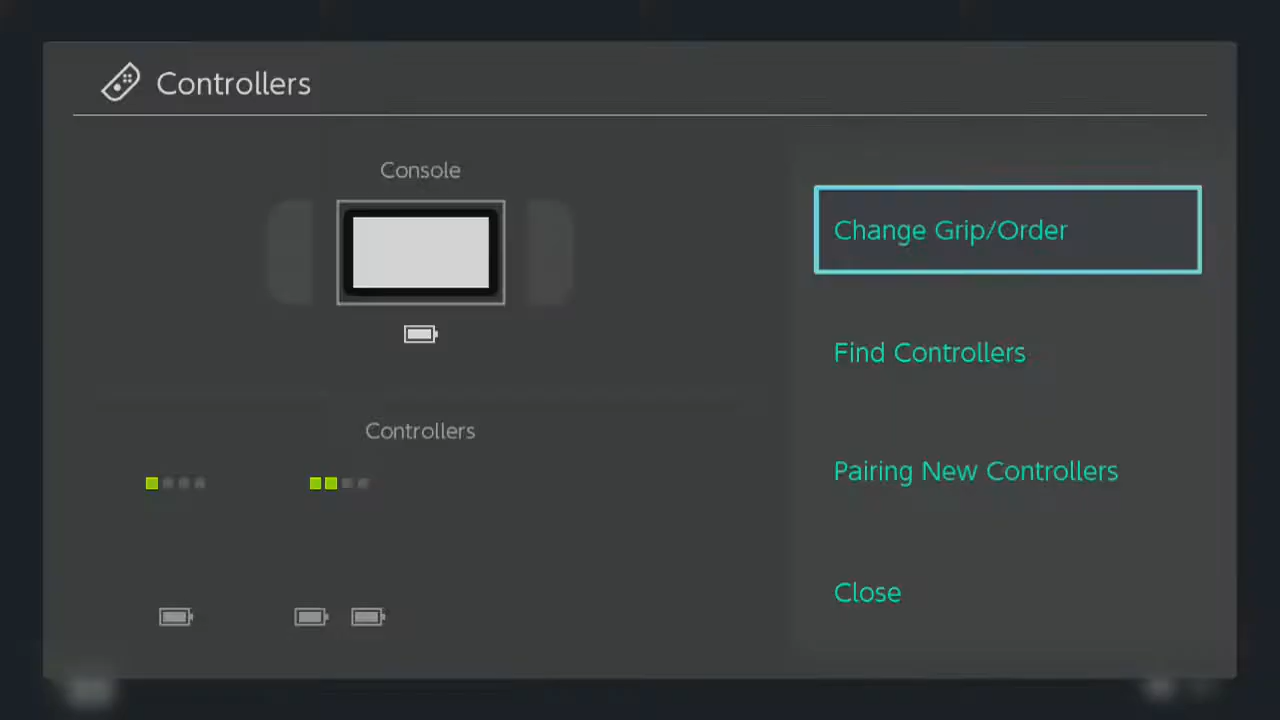 Controllers
Console
Change Grip/Order
Find Controllers
Controllers
Pairing New Controllers
Close